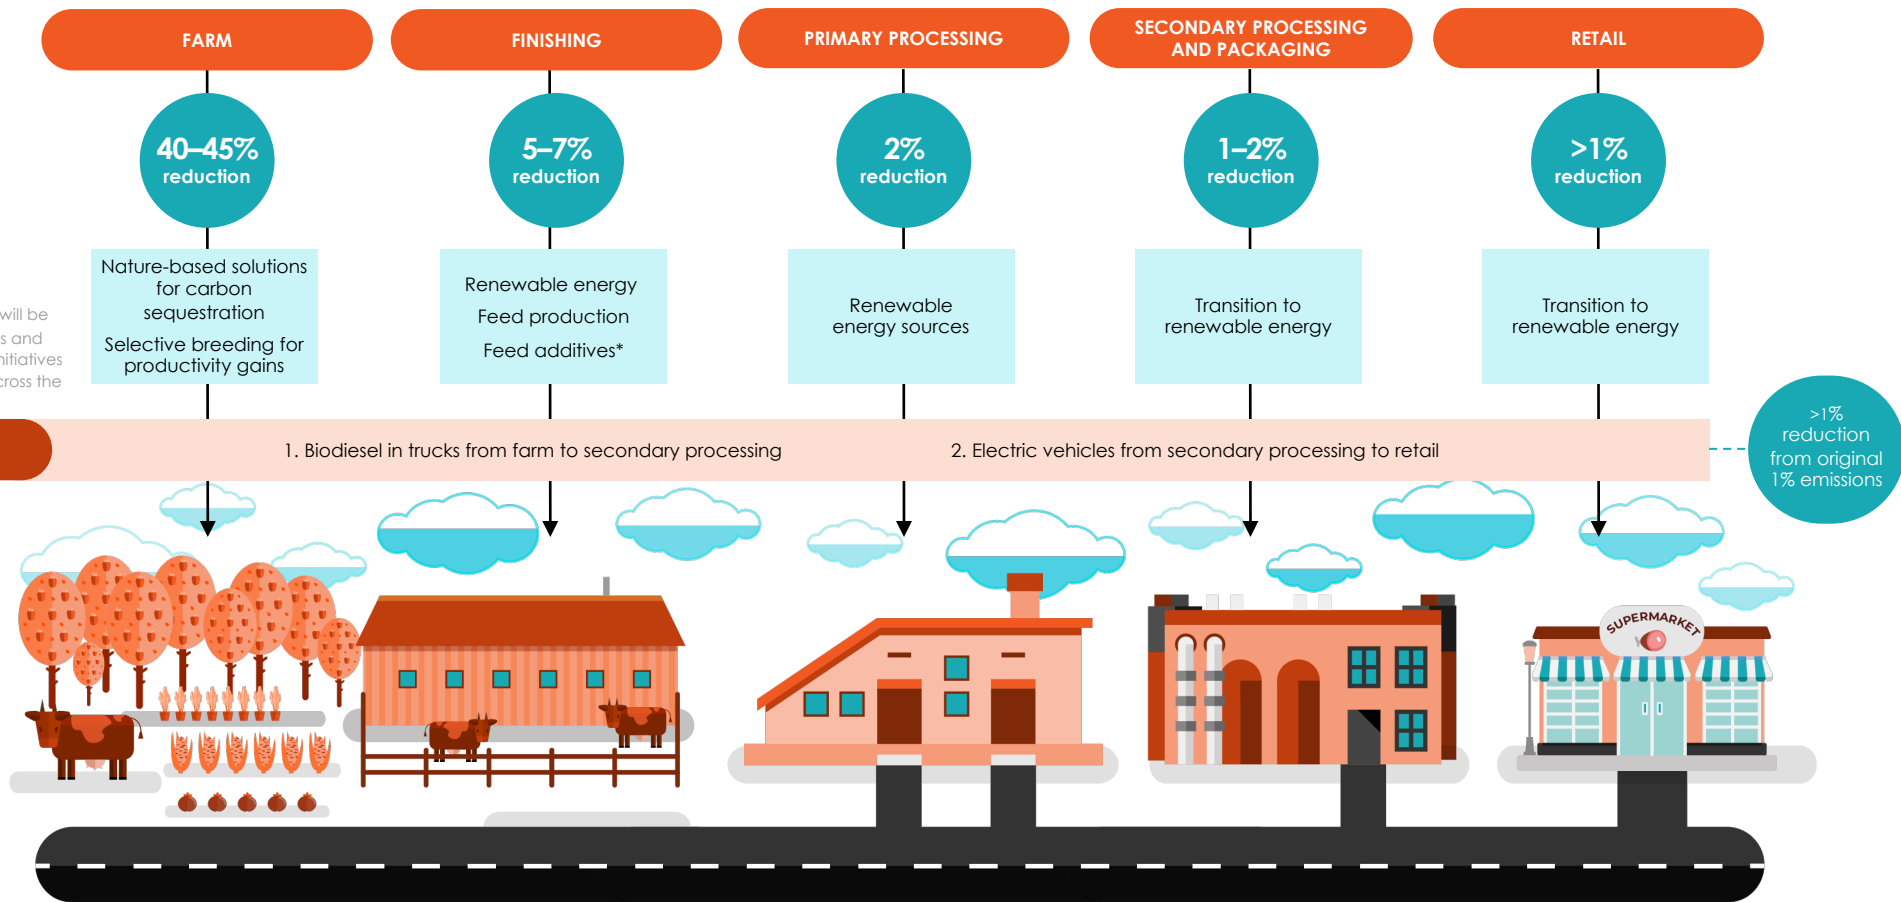 FARM
40–45%
reduction
Nature-based solutions
for carbon
sequestration
Selective breeding for
productivity gains
FINISHING
5–7%
reduction
Renewable energy
Feed production
Feed additives*
PRIMARY PROCESSING
2%
reduction
Renewable
energy sources
SECONDARY PROCESSING
AND PACKAGING
1–2%
reduction
Transition to
renewable energy
RETAIL
>1%
reduction
Transition to
renewable energy
will be
s and
nitiatives
cross the
1. Biodiesel in trucks from farm to secondary processing
2. Electric vehicles from secondary processing to retail
>1%
reduction
from original
1% emissions
SUPERMARKET